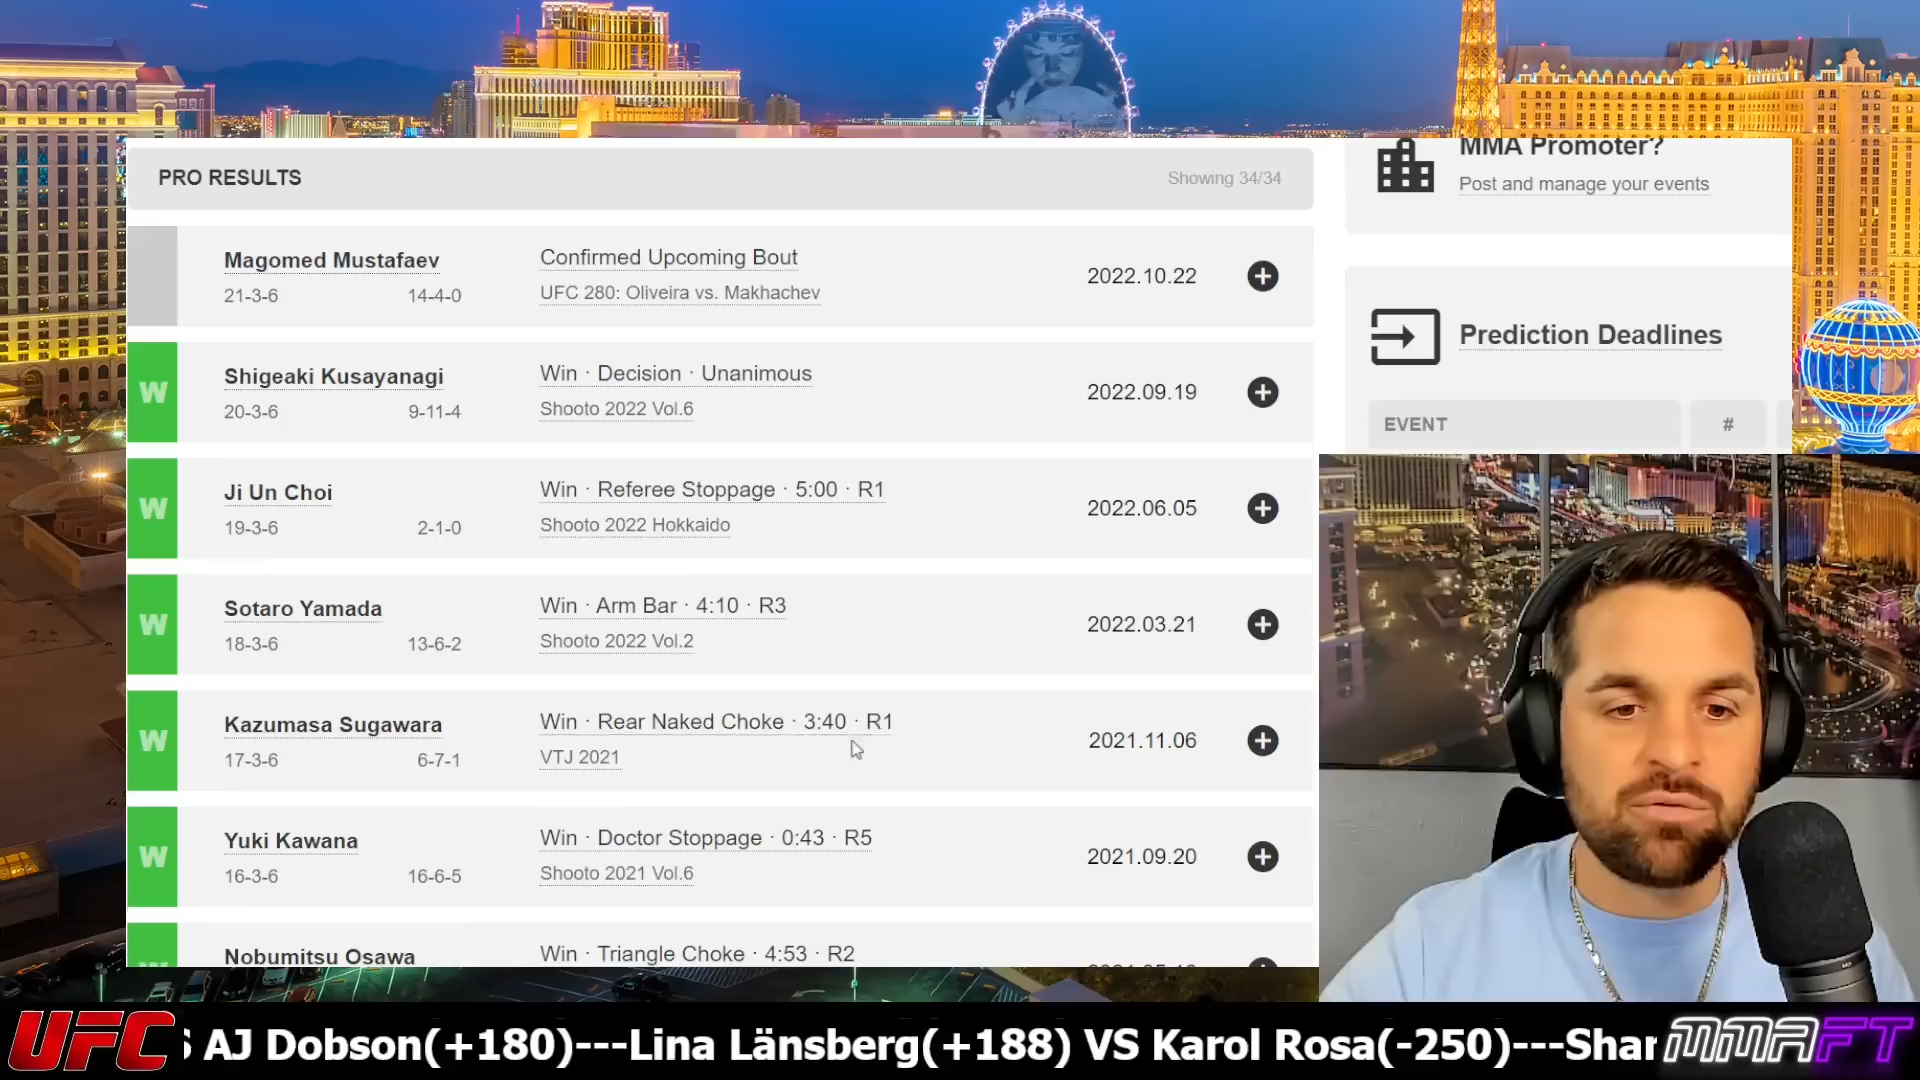 MMA Promoter?
Post and manage your events
PRO RESULTS
Showing 34/34
Magomed Mustafaev
21-3-6 14-4-0
Confirmed Upcoming Bout
UFC 280: Oliveira vs. Makhachev
2022.10.22
Prediction Deadlines
EVENT #
W
Shigeaki Kusayanagi
20-3-6 9-11-4
Win · Decision · Unanimous
Shooto 2022 Vol.6
2022.09.19
W
Ji Un Choi
19-3-6 2-1-0
Win · Referee Stoppage · 5:00 · R1
Shooto 2022 Hokkaido
2022.06.05
W
Sotaro Yamada
18-3-6 13-6-2
Win · Arm Bar · 4:10 · R3
Shooto 2022 Vol.2
2022.03.21
W
Kazumasa Sugawara
17-3-6 6-7-1
Win · Rear Naked Choke · 3:40 · R1
VTJ 2021
2021.11.06
W
Yuki Kawana
16-3-6 16-6-5
Win · Doctor Stoppage · 0:43 · R5
Shooto 2021 Vol.6
2021.09.20
Nobumitsu Osawa
Win · Triangle Choke · 4:53 · R2
UFC S AJ Dobson(+180)---Lina Länsberg(+188) VS Karol Rosa(-250)---Shar MMAFT